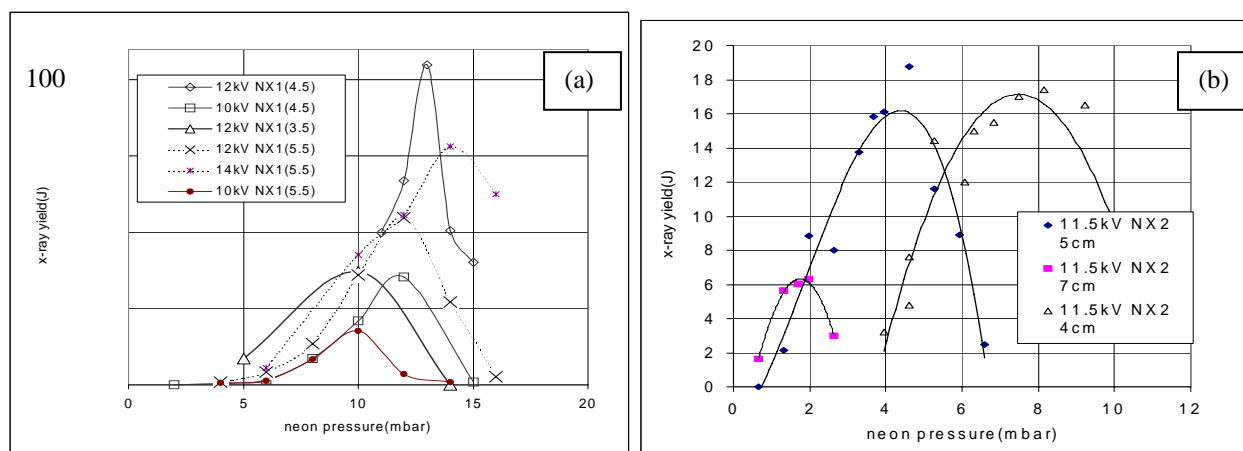 100
(a)
12kV NX1(4.5)
10kV NX1(4.5)
12kV NX1(3.5)
12kV NX1(5.5)
14kV NX1(5.5)
10kV NX1(5.5)
x-ray yield(J)
0 5 10 15 20
neon pressure(mbar)
(b)
20
18
16
14
12
10
8
6
4
2
0
x-ray yield(J)
11.5kV NX2
5cm
11.5kV NX2
7cm
11.5kV NX2
4cm
0 2 4 6 8 10 12
neon pressure(mbar)